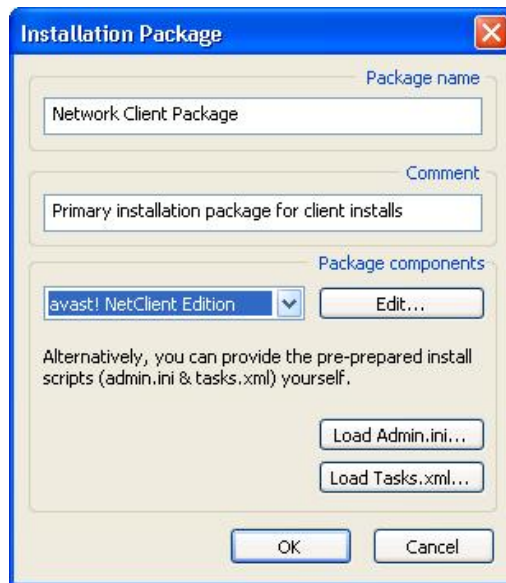 Installation Package
Package name
Network Client Package
Comment
Primary installation package for client installs
Package components
avast! NetClient Edition
Edit...
Alternatively, you can provide the pre-prepared install
scripts (admin.ini & tasks.xml) yourself.
Load Admin.ini...
Load Tasks.xml...
OK
Cancel